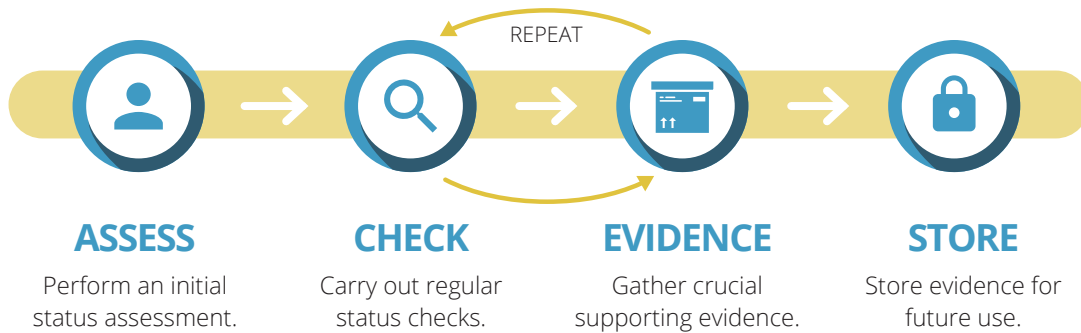 REPEAT
ASSESS
Perform an initial
status assessment.
CHECK
Carry out regular
status checks.
EVIDENCE
Gather crucial
supporting evidence.
STORE
Store evidence for
future use.